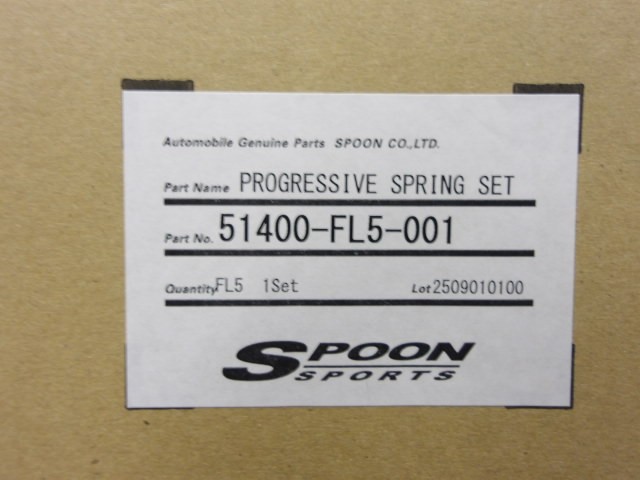 Automobile Genuine Parts SPOON CO.,LTD.
Part Name PROGRESSIVE SPRING SET
Part No. 51400-FL5-001
Quantity FL5 1Set Lot 2509010100
SPOON
SPORTS